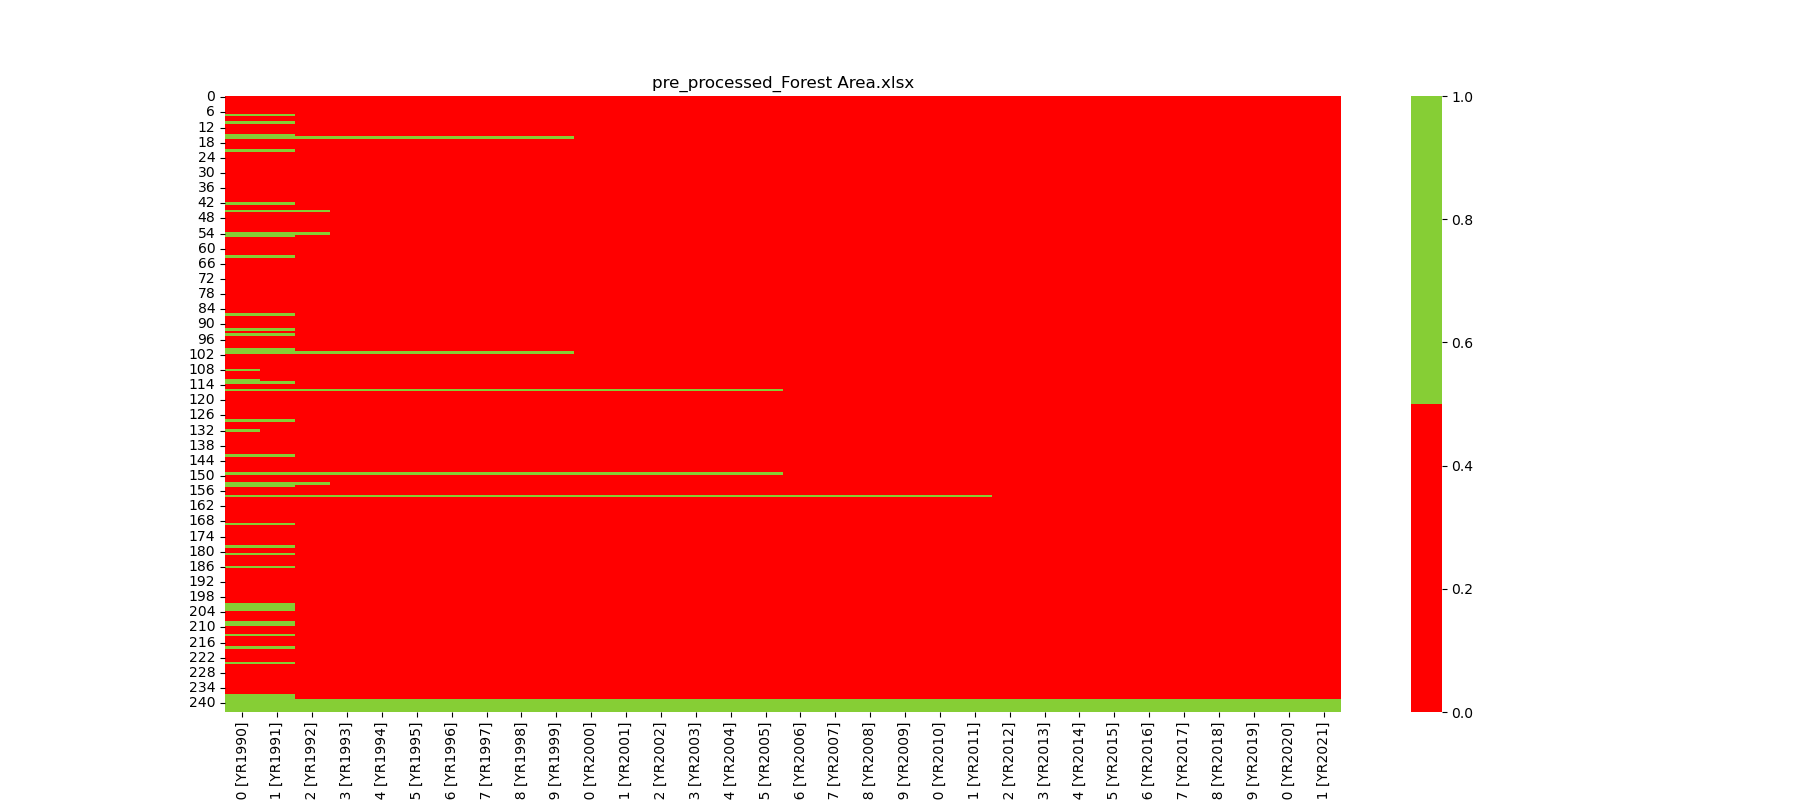 pre_processed_Forest Area.xlsx
0
6
12
18
24
30
36
42
48
54
60
66
72
78
84
90
96
102
108
114
120
126
132
138
144
150
156
162
168
174
180
186
192
198
204
210
216
222
228
234
240
0 [YR1990]
1 [YR1991]
2 [YR1992]
3 [YR1993]
4 [YR1994]
5 [YR1995]
6 [YR1996]
7 [YR1997]
8 [YR1998]
9 [YR1999]
0 [YR2000]
1 [YR2001]
2 [YR2002]
3 [YR2003]
4 [YR2004]
5 [YR2005]
6 [YR2006]
7 [YR2007]
8 [YR2008]
9 [YR2009]
0 [YR2010]
1 [YR2011]
2 [YR2012]
3 [YR2013]
4 [YR2014]
5 [YR2015]
6 [YR2016]
7 [YR2017]
8 [YR2018]
9 [YR2019]
0 [YR2020]
1 [YR2021]
1.0
0.8
0.6
0.4
0.2
0.0